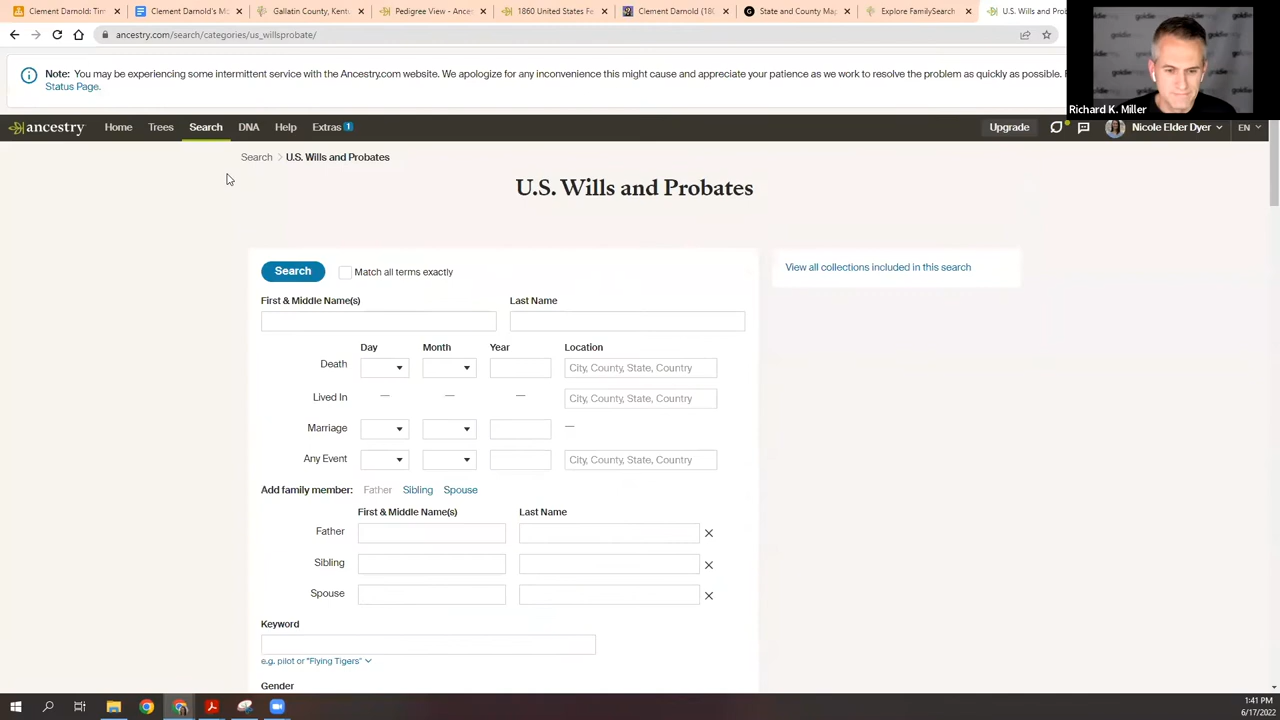 Clement Darnold: Tim
Clement Darnold's Mo
Gallatin County, Kent
Pedigree View - Ance
1860 United States Fe
Clement Darnold (180
State and County Ma
Explore FamilySearch
U.S. Wills and Prob
ancestry.com/search/categories/us_willsprobate/
Note: You may be experiencing some intermittent service with the Ancestry.com website. We apologize for any inconvenience this might cause and appreciate your patience as we work to resolve the problem as quickly as possible.
Status Page.
goldie
Richard K. Miller
ancestry Home Trees Search DNA Help Extras 1 Upgrade Nicole Elder Dyer EN
Search > U.S. Wills and Probates
U.S. Wills and Probates
Search Match all terms exactly
View all collections included in this search
First & Middle Name(s) Last Name
Day Month Year Location
Death City, County, State, Country
Lived In — — — City, County, State, Country
Marriage —
Any Event City, County, State, Country
Add family member: Father Sibling Spouse
First & Middle Name(s) Last Name
Father
Sibling
Spouse
Keyword
e.g. pilot or "Flying Tigers"
Gender
1:41 PM
6/17/2022